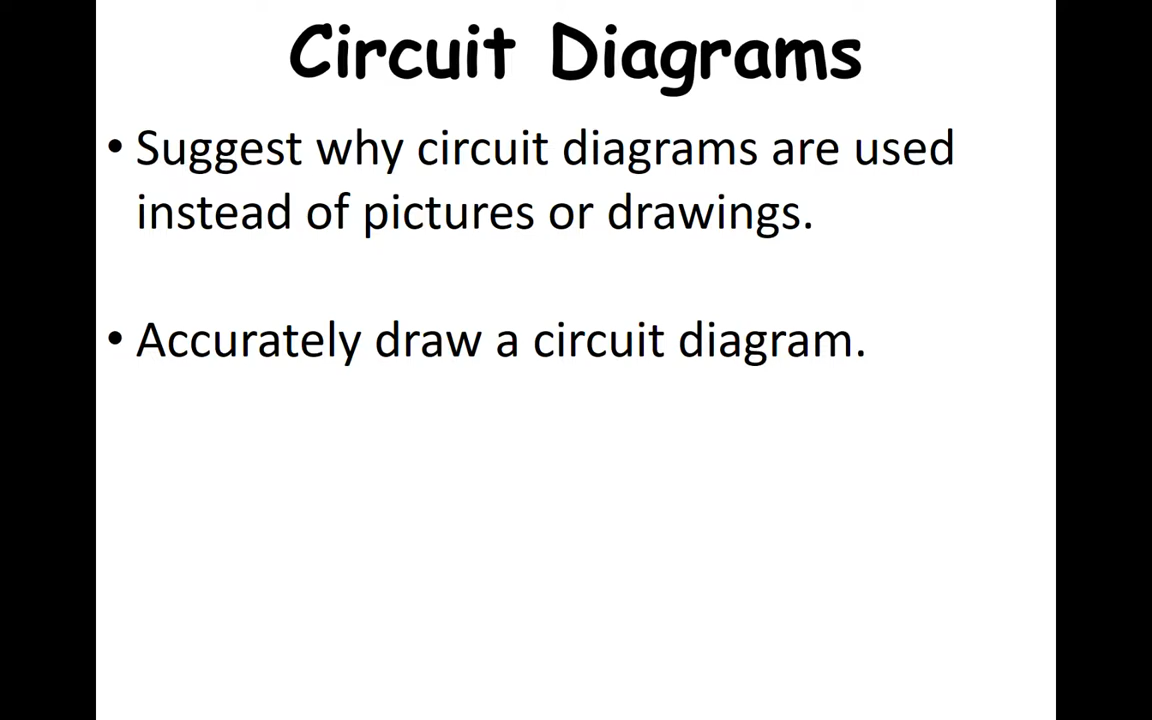 Circuit Diagrams
• Suggest why circuit diagrams are used
instead of pictures or drawings.
• Accurately draw a circuit diagram.